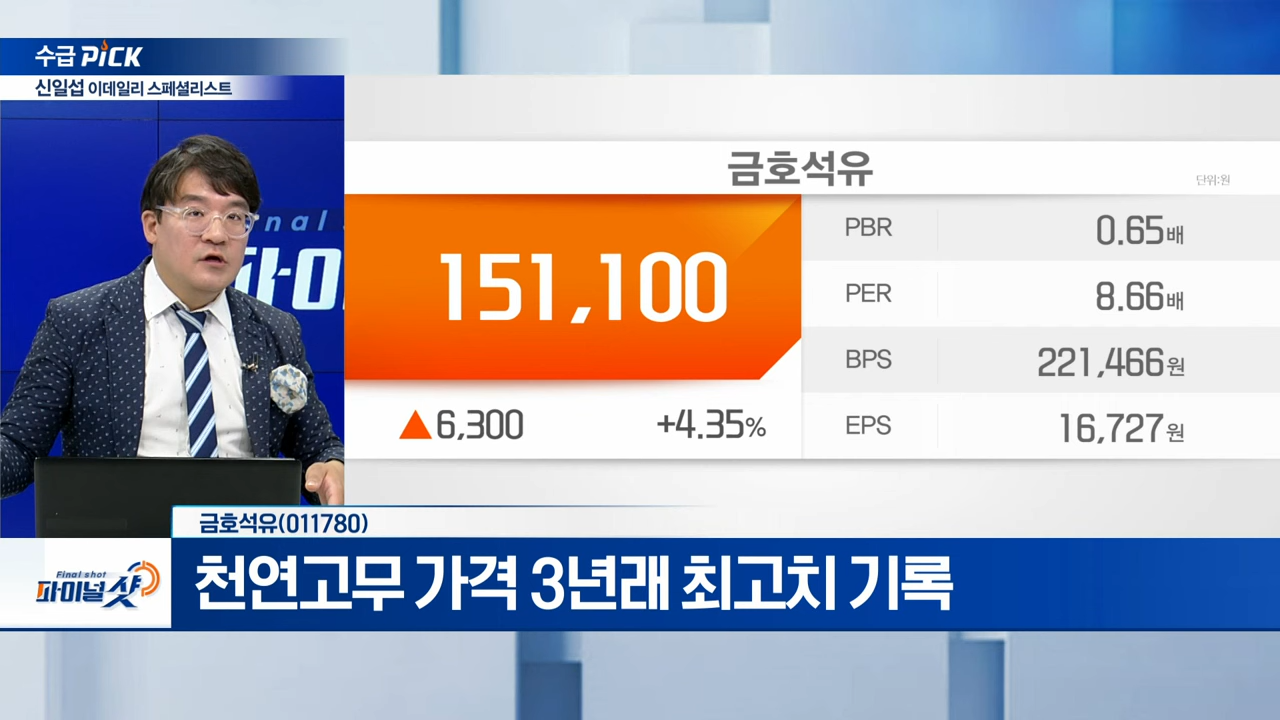 수급 PICK
신일섭 이데일리 스페셜리스트
Final
파이
금호석유
단위:원
151,100
▲6,300 +4.35%
PBR 0.65배
PER 8.66배
BPS 221,466원
EPS 16,727원
금호석유(011780)
Final shot
파이널샷
천연고무 가격 3년래 최고치 기록